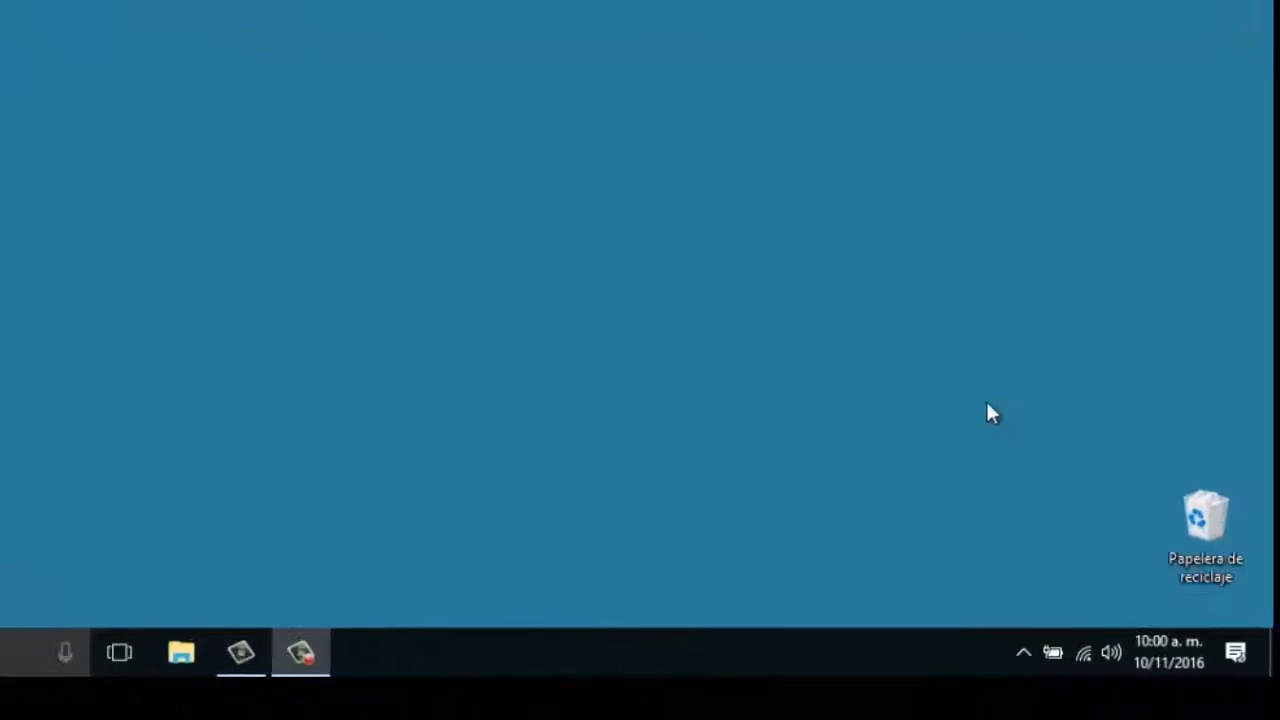 Papelera de
reciclaje
10:00 a. m.
10/11/2016